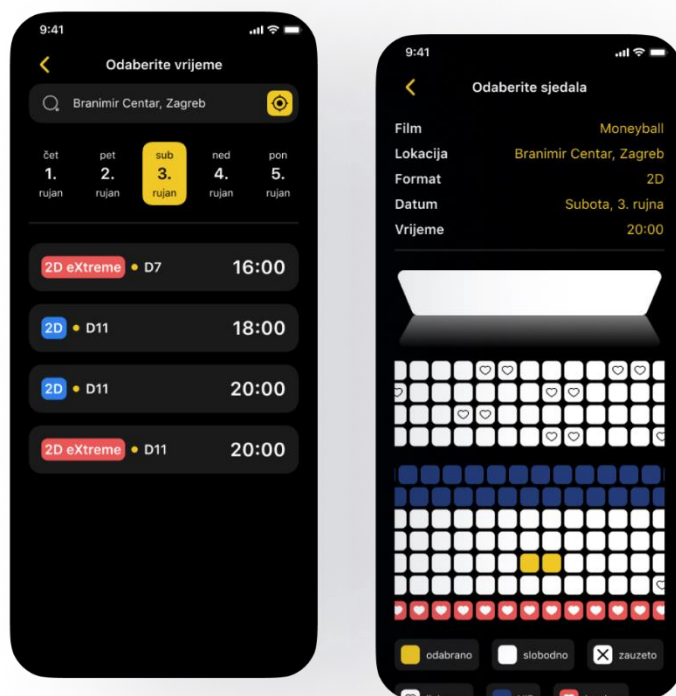 9:41
Odaberite vrijeme
Branimir Centar, Zagreb
čet pet sub ned pon
1. 2. 3. 4. 5.
rujan rujan rujan rujan rujan
2D eXtreme • D7 16:00
2D • D11 18:00
2D • D11 20:00
2D eXtreme • D11 20:00
9:41
Odaberite sjedala
Film Moneyball
Lokacija Branimir Centar, Zagreb
Format 2D
Datum Subota, 3. rujna
Vrijeme 20:00
odabrano slobodno zauzeto